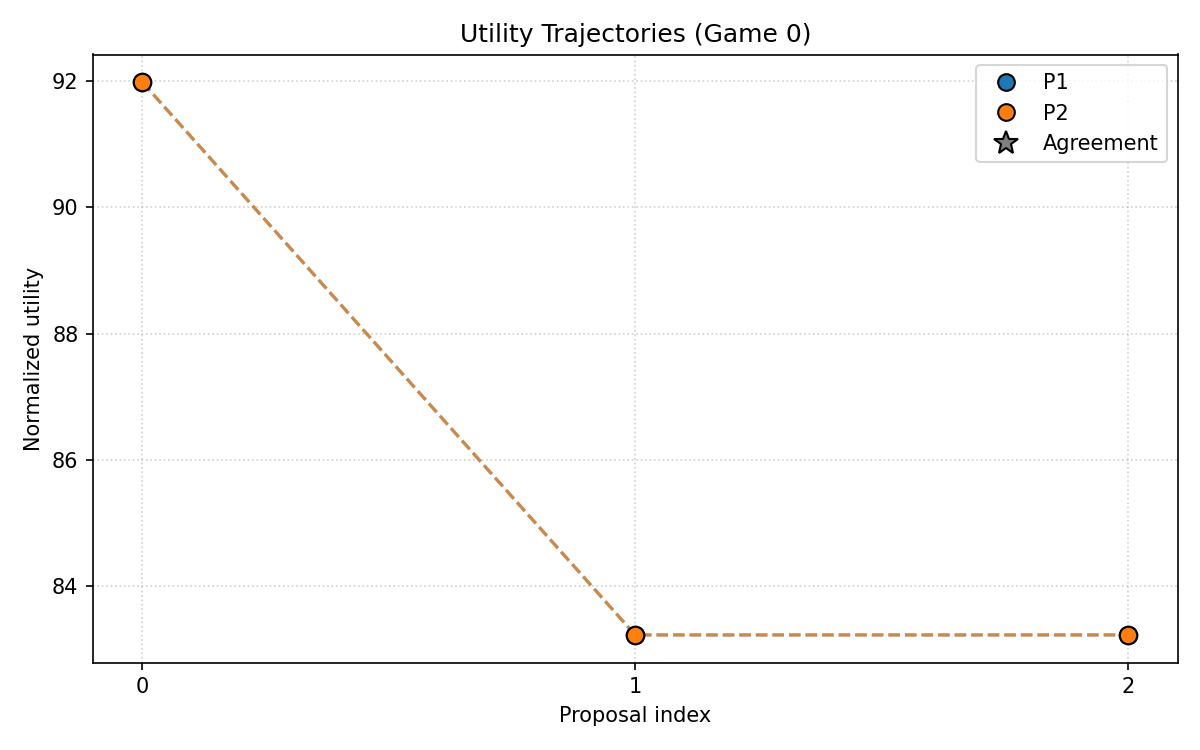 Utility Trajectories (Game 0)
P1
P2
Agreement
Normalized utility
92
90
88
86
84
0
1
2
Proposal index